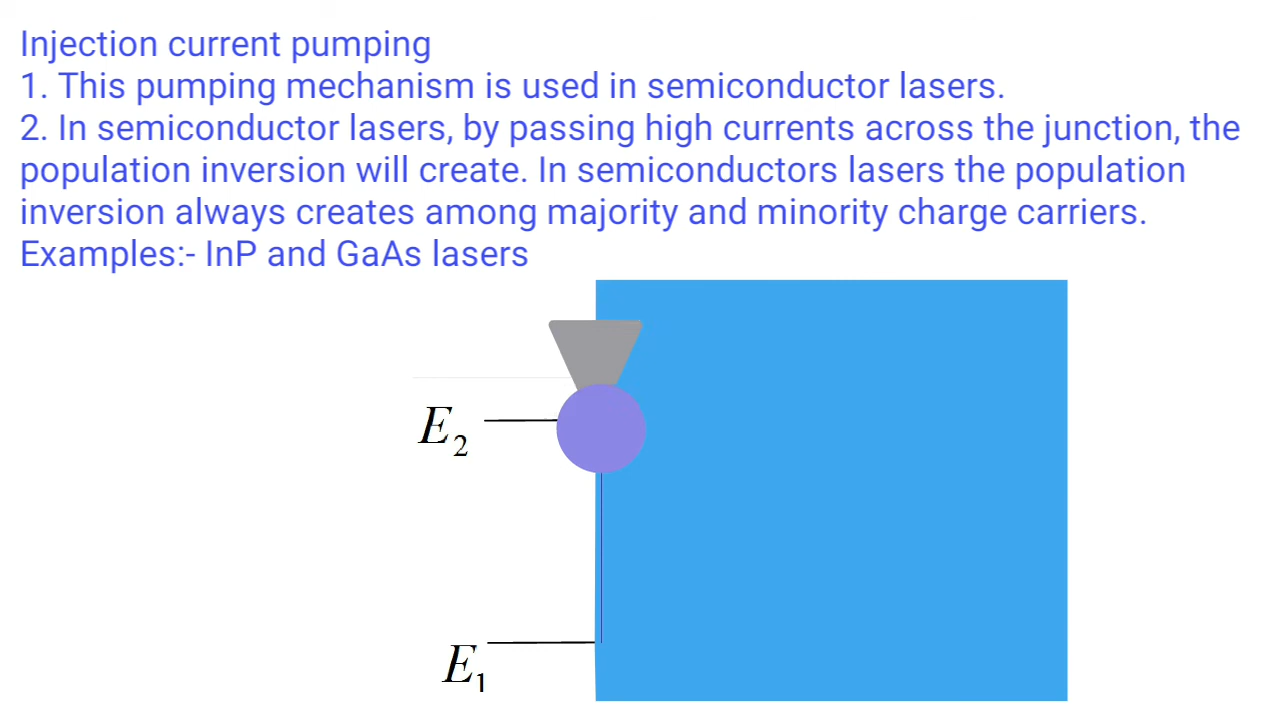 Injection current pumping
1. This pumping mechanism is used in semiconductor lasers.
2. In semiconductor lasers, by passing high currents across the junction, the
population inversion will create. In semiconductors lasers the population
inversion always creates among majority and minority charge carriers.
Examples:- InP and GaAs lasers
E₂
E₁